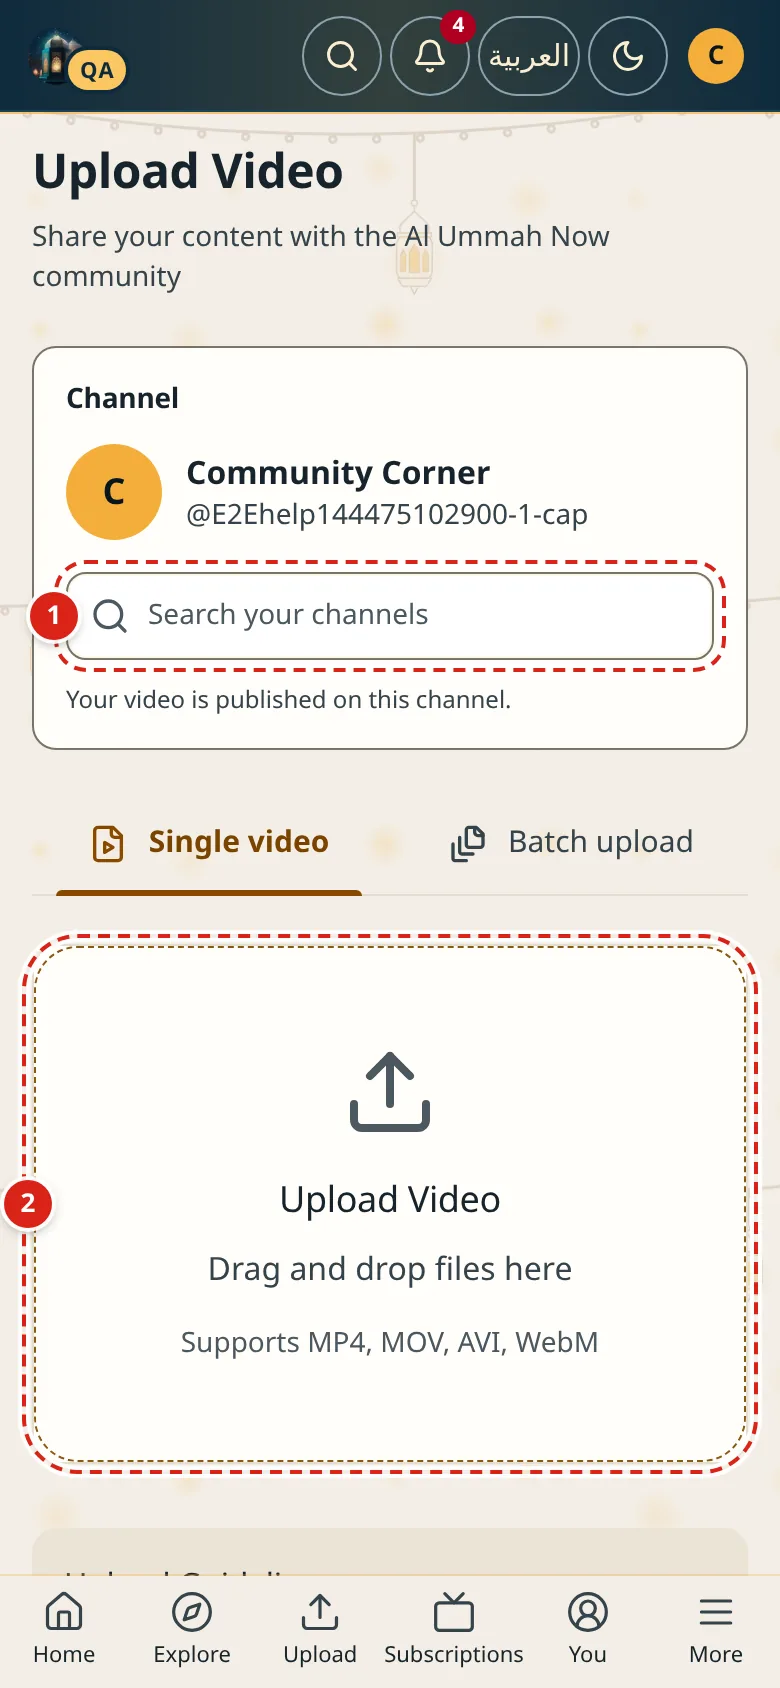 QA
4
العربية
C
Upload Video
Share your content with the Al Ummah Now
community
Channel
C
Community Corner
@E2Ehelp144475102900-1-cap
1
Search your channels
Your video is published on this channel.
Single video
Batch upload
2
Upload Video
Drag and drop files here
Supports MP4, MOV, AVI, WebM
Home
Explore
Upload
Subscriptions
You
More